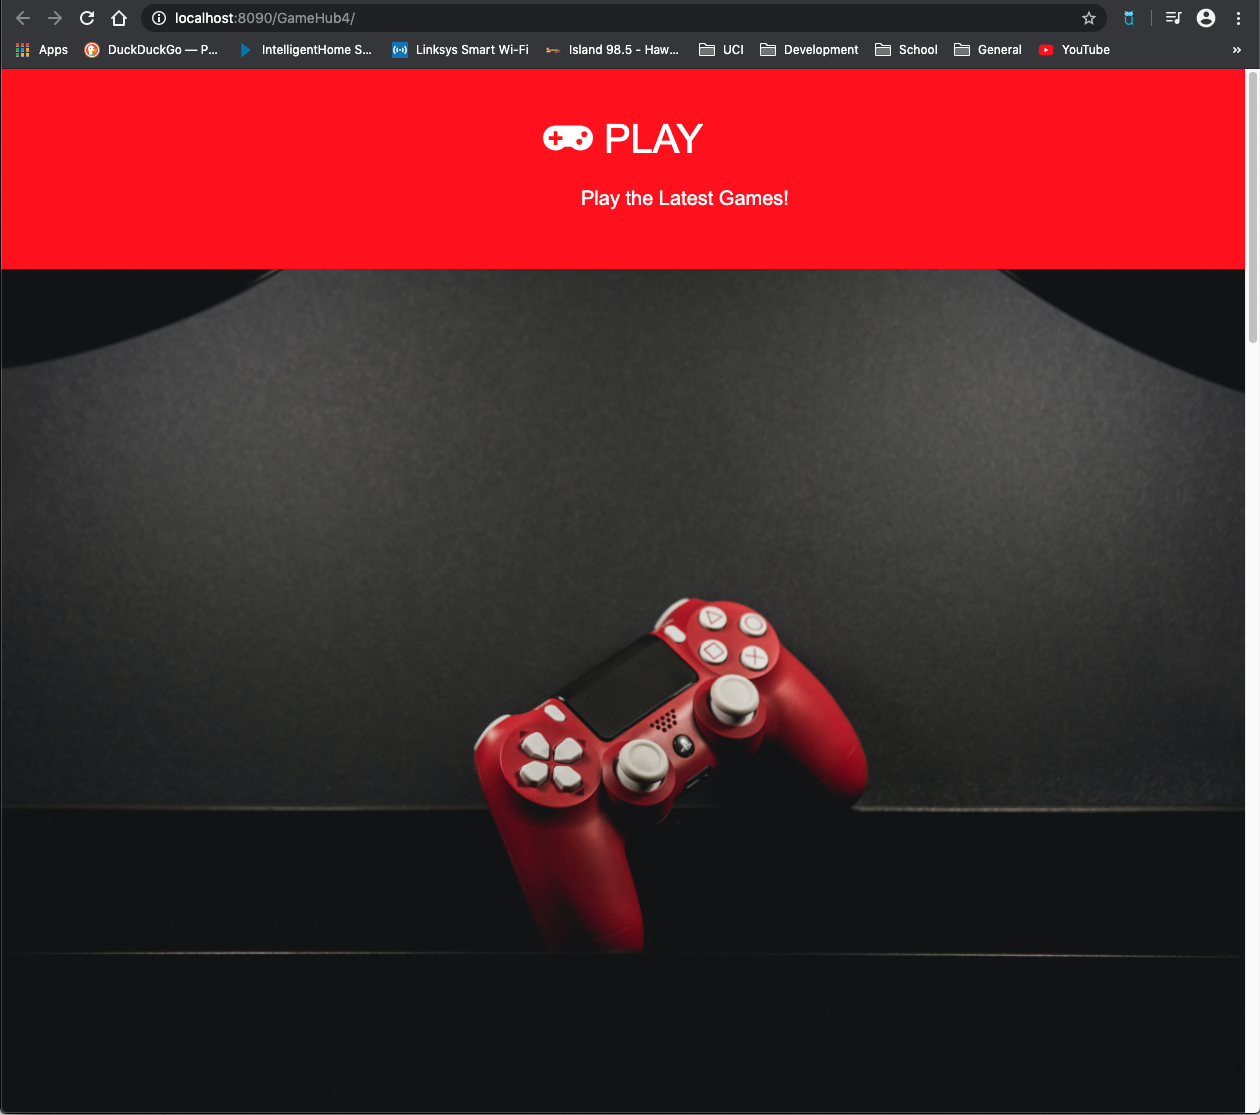 localhost:8090/GameHub4/
Apps DuckDuckGo — P... IntelligentHome S... Linksys Smart Wi-Fi Island 98.5 - Haw... UCI Development School General YouTube »
PLAY
Play the Latest Games!